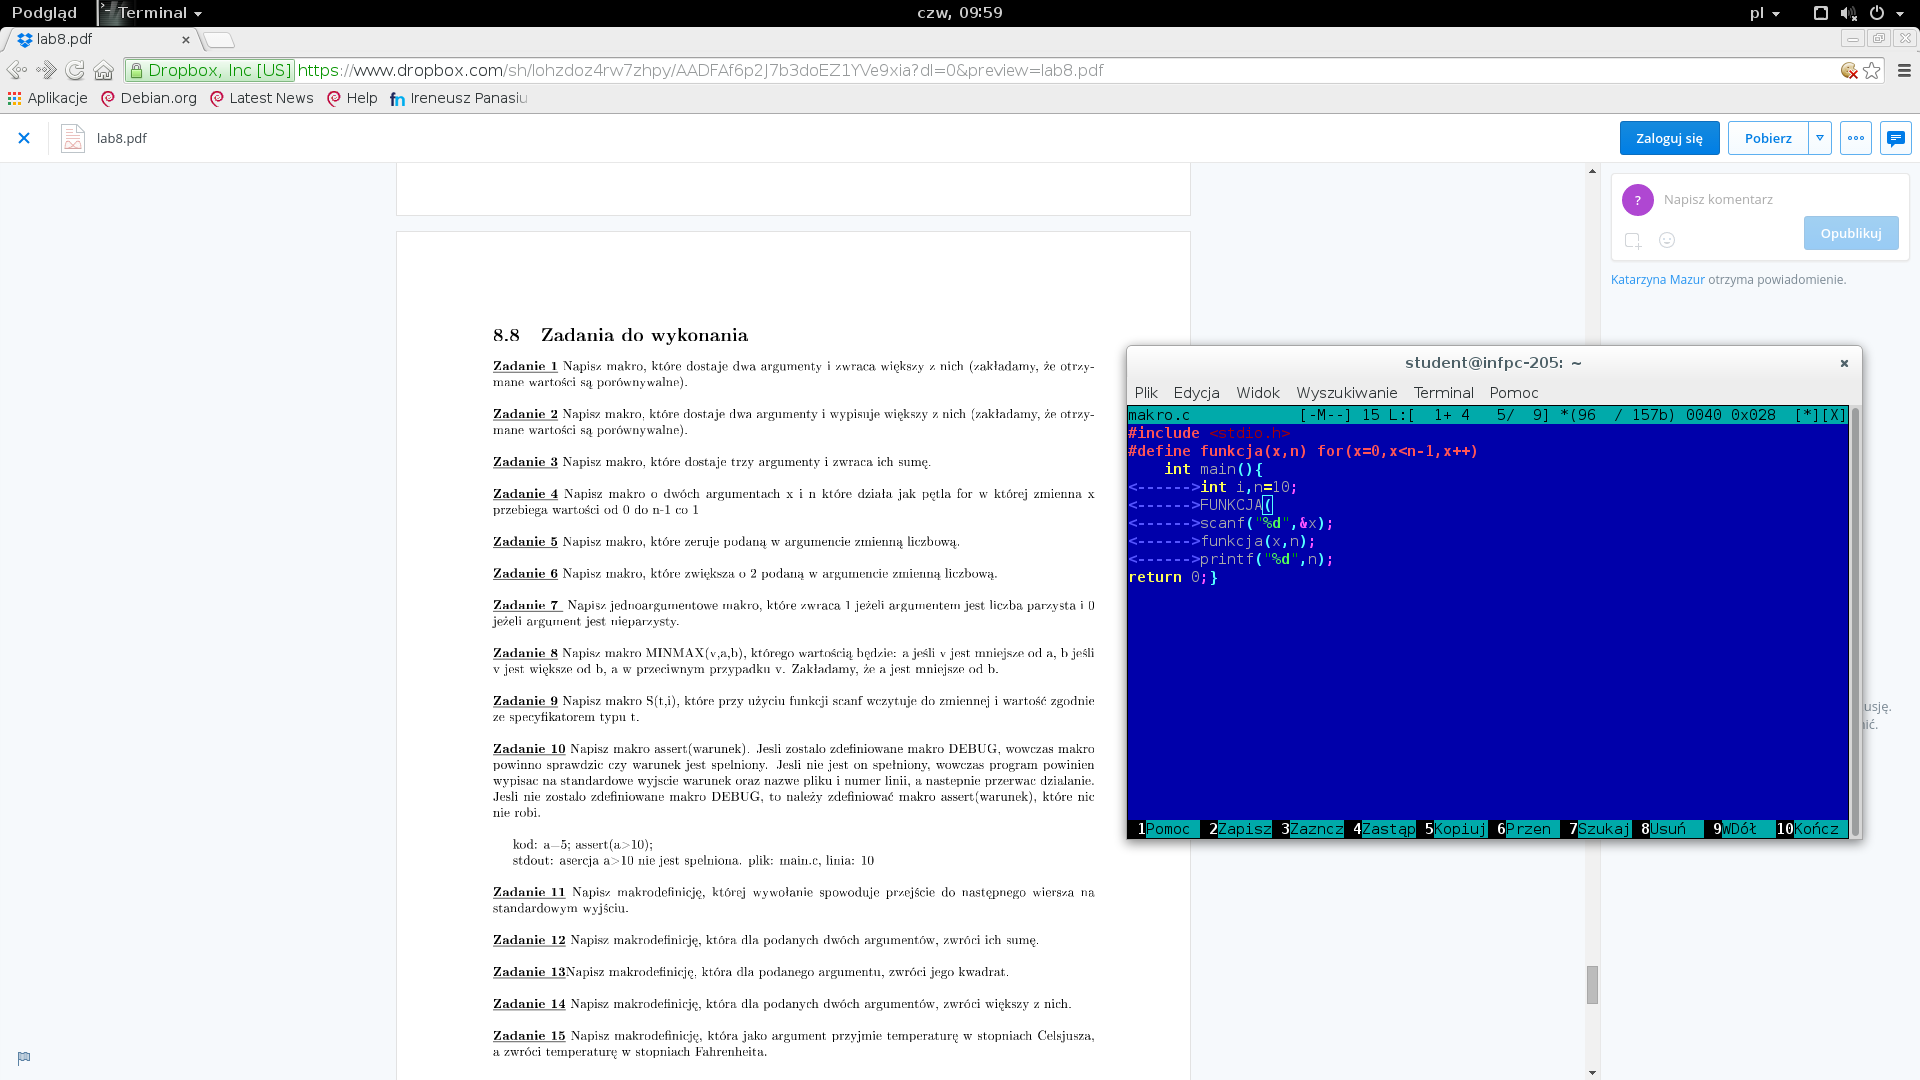 Podgląd
Terminal
czw, 09:59
pl
lab8.pdf
Dropbox, Inc [US]
https://www.dropbox.com/sh/lohzdoz4rw7zhpy/AADFAf6p2J7b3doEZ1YVe9xia?dl=0&preview=lab8.pdf
Aplikacje
Debian.org
Latest News
Help
Ireneusz Panasiu
lab8.pdf
Zaloguj się
Pobierz
?
Napisz komentarz
Opublikuj
Katarzyna Mazur otrzyma powiadomienie.
8.8 Zadania do wykonania
Zadanie 1 Napisz makro, które dostaje dwa argumenty i zwraca większy z nich (zakładamy, że otrzy-
mane wartości są porównywalne).
Zadanie 2 Napisz makro, które dostaje dwa argumenty i wypisuje większy z nich (zakładamy, że otrzy-
mane wartości są porównywalne).
Zadanie 3 Napisz makro, które dostaje trzy argumenty i zwraca ich sumę.
Zadanie 4 Napisz makro o dwóch argumentach x i n które działa jak pętla for w której zmienna x
przebiega wartości od 0 do n-1 co 1
Zadanie 5 Napisz makro, które zeruje podaną w argumencie zmienną liczbową.
Zadanie 6 Napisz makro, które zwiększa o 2 podaną w argumencie zmienną liczbową.
Zadanie 7 Napisz jednoargumentowe makro, które zwraca 1 jeżeli argumentem jest liczba parzysta i 0
jeżeli argument jest nieparzysty.
Zadanie 8 Napisz makro MINMAX(v,a,b), którego wartością będzie: a jeśli v jest mniejsze od a, b jeśli
v jest większe od b, a w przeciwnym przypadku v. Zakładamy, że a jest mniejsze od b.
Zadanie 9 Napisz makro S(t,i), które przy użyciu funkcji scanf wczytuje do zmiennej i wartość zgodnie
ze specyfikatorem typu t.
Zadanie 10 Napisz makro assert(warunek). Jesli zostalo zdefiniowane makro DEBUG, wowczas makro
powinno sprawdzic czy warunek jest spelniony. Jesli nie jest on spełniony, wowczas program powinien
wypisac na standardowe wyjscie warunek oraz nazwe pliku i numer linii, a nastepnie przerwac dzialanie.
Jesli nie zostalo zdefiniowane makro DEBUG, to należy zdefiniować makro assert(warunek), które nic
nie robi.
kod: a=5; assert(a>10);
stdout: asercja a>10 nie jest spelniona. plik: main.c, linia: 10
Zadanie 11 Napisz makrodefinicję, której wywołanie spowoduje przejście do następnego wiersza na
standardowym wyjściu.
Zadanie 12 Napisz makrodefinicję, która dla podanych dwóch argumentów, zwróci ich sumę.
Zadanie 13Napisz makrodefinicję, która dla podanego argumentu, zwróci jego kwadrat.
Zadanie 14 Napisz makrodefinicję, która dla podanych dwóch argumentów, zwróci większy z nich.
Zadanie 15 Napisz makrodefinicję, która jako argument przyjmie temperaturę w stopniach Celsjusza,
a zwróci temperaturę w stopniach Fahrenheita.
student@infpc-205: ~
Plik Edycja Widok Wyszukiwanie Terminal Pomoc
makro.c [-M--] 15 L:[ 1+ 4 5/ 9] *(96 / 157b) 0040 0x028 [*][X]
#include <stdio.h>
#define funkcja(x,n) for(x=0,x<n-1,x++)
int main(){
<------>int i,n=10;
<------>FUNKCJA(
<------>scanf("%d",&x);
<------>funkcja(x,n);
<------>printf("%d",n);
return 0;}
1Pomoc 2Zapisz 3Zazncz 4Zastąp 5Kopiuj 6Przen 7Szukaj 8Usuń 9WDół 10Kończ
usję.